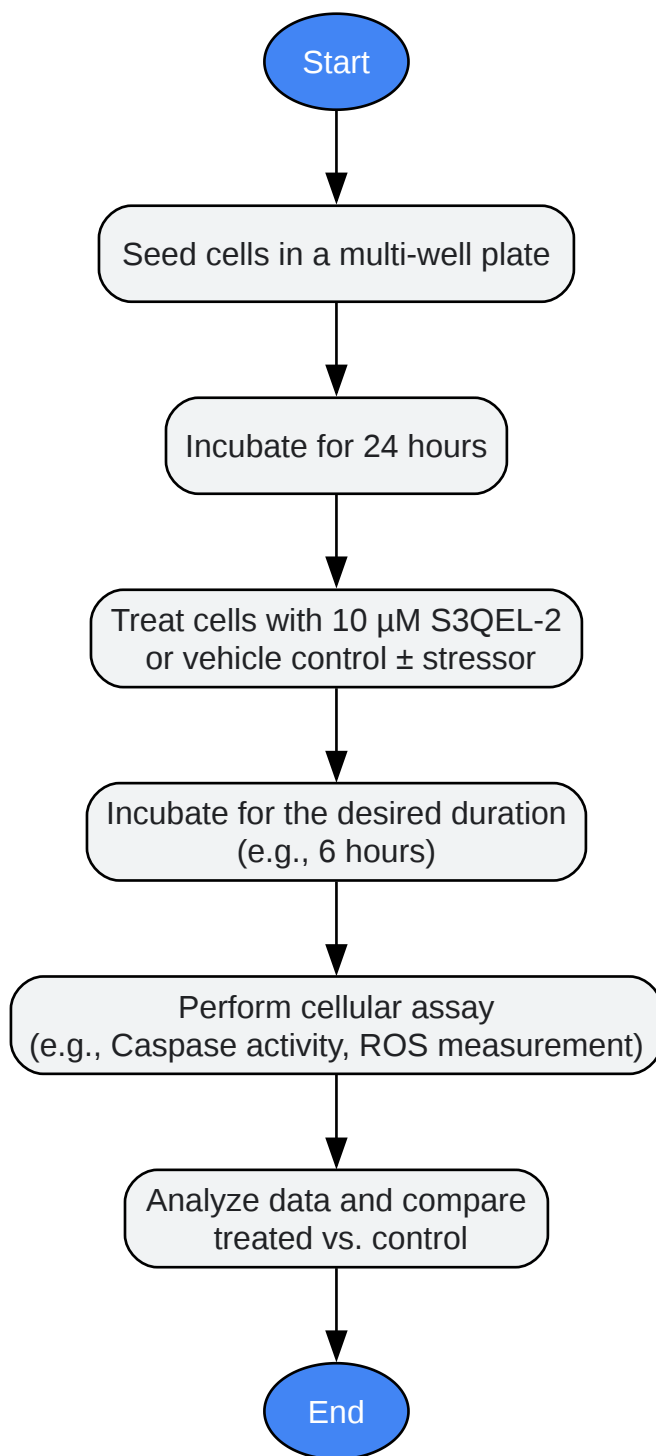 Start
Seed cells in a multi-well plate
Incubate for 24 hours
Treat cells with 10 µM S3QEL-2
or vehicle control ± stressor
Incubate for the desired duration
(e.g., 6 hours)
Perform cellular assay
(e.g., Caspase activity, ROS measurement)
Analyze data and compare
treated vs. control
End